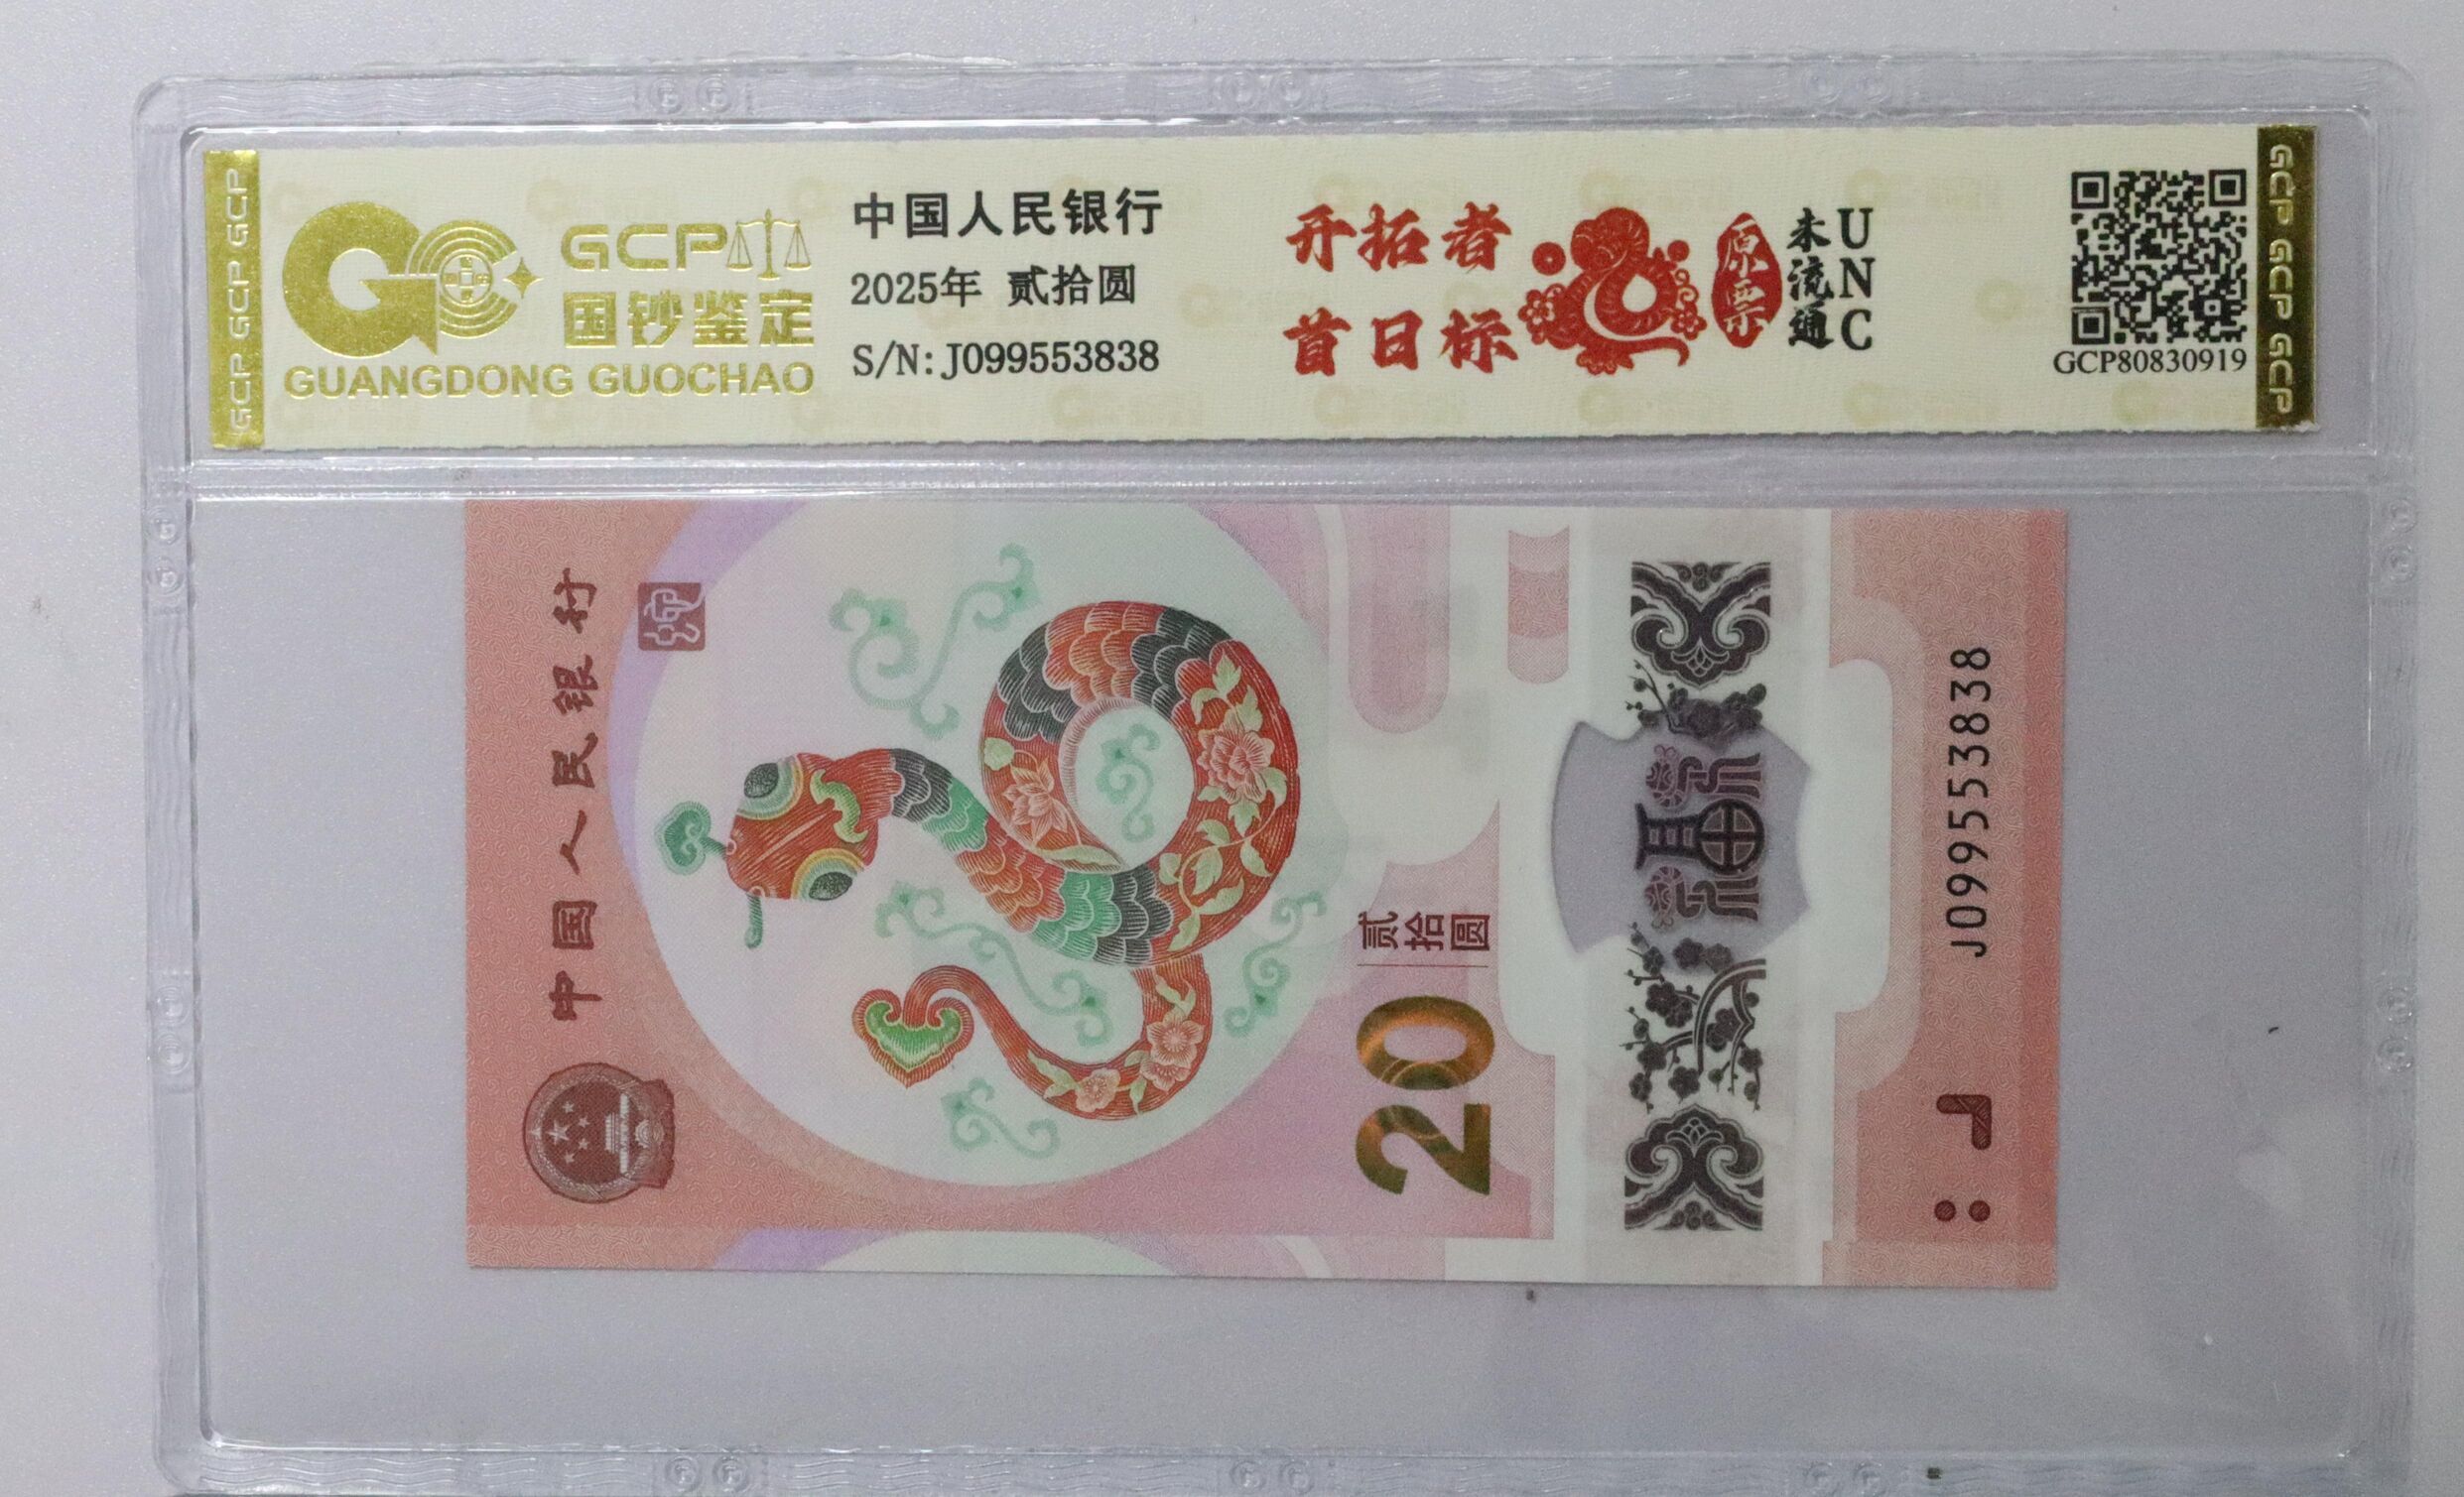 GCP GCP GCP
GCP
国钞鉴定
GUANGDONG GUOCHAO
中国人民银行
2025年 贰拾圆
S/N: J099553838
开拓者
首日标
原票
未流通
UNC
GCP80830919
GCP GCP GCP
中国人民银行
20
贰拾圆
福
J099553838